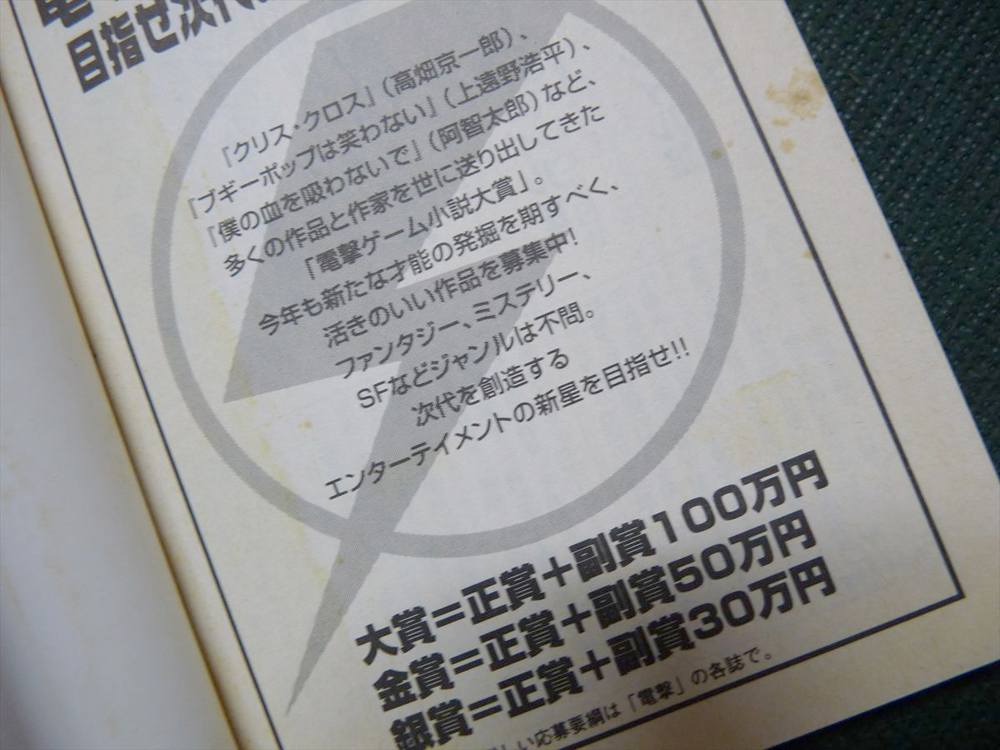 目指せ次代
『クリス・クロス』(高畑京一郎)、
『ブギーポップは笑わない』(上遠野浩平)、
『僕の血を吸わないで』(阿智太郎)など、
多くの作品と作家を世に送り出してきた
「電撃ゲーム小説大賞」。
今年も新たな才能の発掘を期すべく、
活きのいい作品を募集中!
ファンタジー、ミステリー、
SFなどジャンルは不問。
次代を創造する
エンターテイメントの新星を目指せ!!
大賞=正賞+副賞100万円
金賞=正賞+副賞50万円
銀賞=正賞+副賞30万円
しい応募要綱は「電撃」の各誌で。